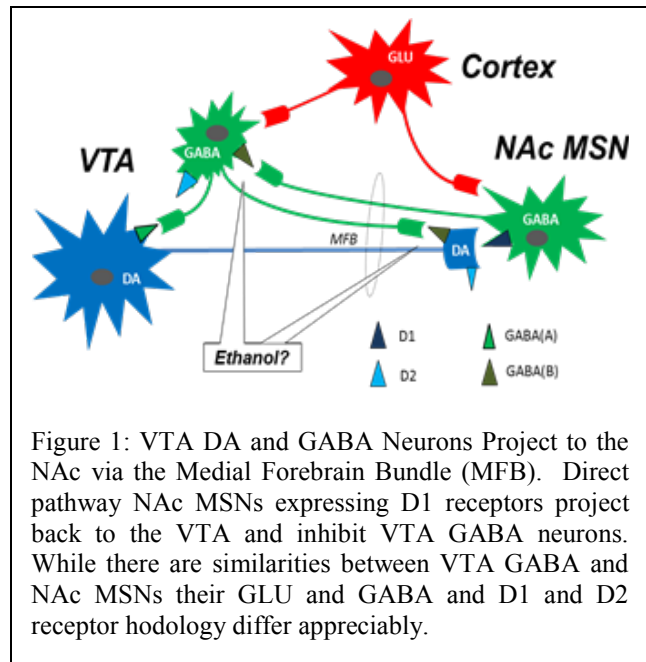 GLU
Cortex
VTA
GABA
NAc MSN
GABA
MFB
DA
DA
Ethanol?
D1
GABA(A)
D2
GABA(B)
Figure 1: VTA DA and GABA Neurons Project to the
NAc via the Medial Forebrain Bundle (MFB). Direct
pathway NAc MSNs expressing D1 receptors project
back to the VTA and inhibit VTA GABA neurons.
While there are similarities between VTA GABA and
NAc MSNs their GLU and GABA and D1 and D2
receptor hodology differ appreciably.